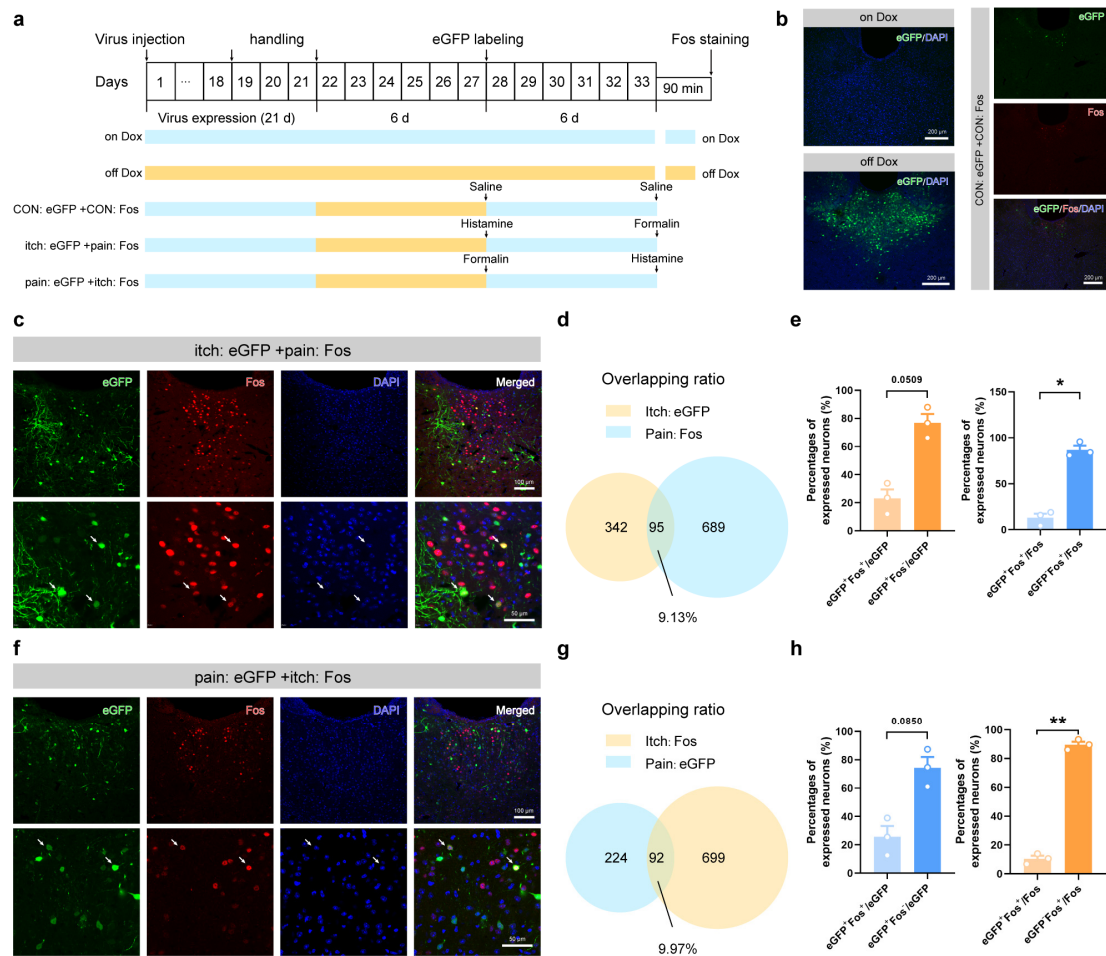 a
Virus injection
handling
eGFP labeling
Fos staining
Days
1 ... 18 19 20 21 22 23 24 25 26 27 28 29 30 31 32 33 90 min
Virus expression (21 d)
6 d
6 d
on Dox
on Dox
off Dox
off Dox
Saline
Saline
CON: eGFP +CON: Fos
Histamine
Formalin
itch: eGFP +pain: Fos
Formalin
Histamine
pain: eGFP +itch: Fos
b
on Dox
eGFP/DAPI
200 µm
off Dox
eGFP/DAPI
200 µm
CON: eGFP +CON: Fos
eGFP
200 µm
Fos
200 µm
eGFP/Fos/DAPI
200 µm
c
itch: eGFP +pain: Fos
eGFP
Fos
DAPI
Merged
100 µm
50 µm
d
Overlapping ratio
Itch: eGFP
Pain: Fos
342
95
689
9.13%
e
Percentages of
expressed neurons (%)
100
80
60
40
20
0
0.0509
eGFP+Fos+/eGFP
eGFP+Fos-/eGFP
Percentages of
expressed neurons (%)
150
100
50
0
*
eGFP+Fos+/Fos
eGFP-Fos+/Fos
f
pain: eGFP +itch: Fos
eGFP
Fos
DAPI
Merged
100 µm
50 µm
g
Overlapping ratio
Itch: Fos
Pain: eGFP
224
92
699
9.97%
h
Percentages of
expressed neurons (%)
100
80
60
40
20
0
0.0850
eGFP+Fos+/eGFP
eGFP+Fos-/eGFP
Percentages of
expressed neurons (%)
100
80
60
40
20
0
**
eGFP+Fos+/Fos
eGFP-Fos+/Fos